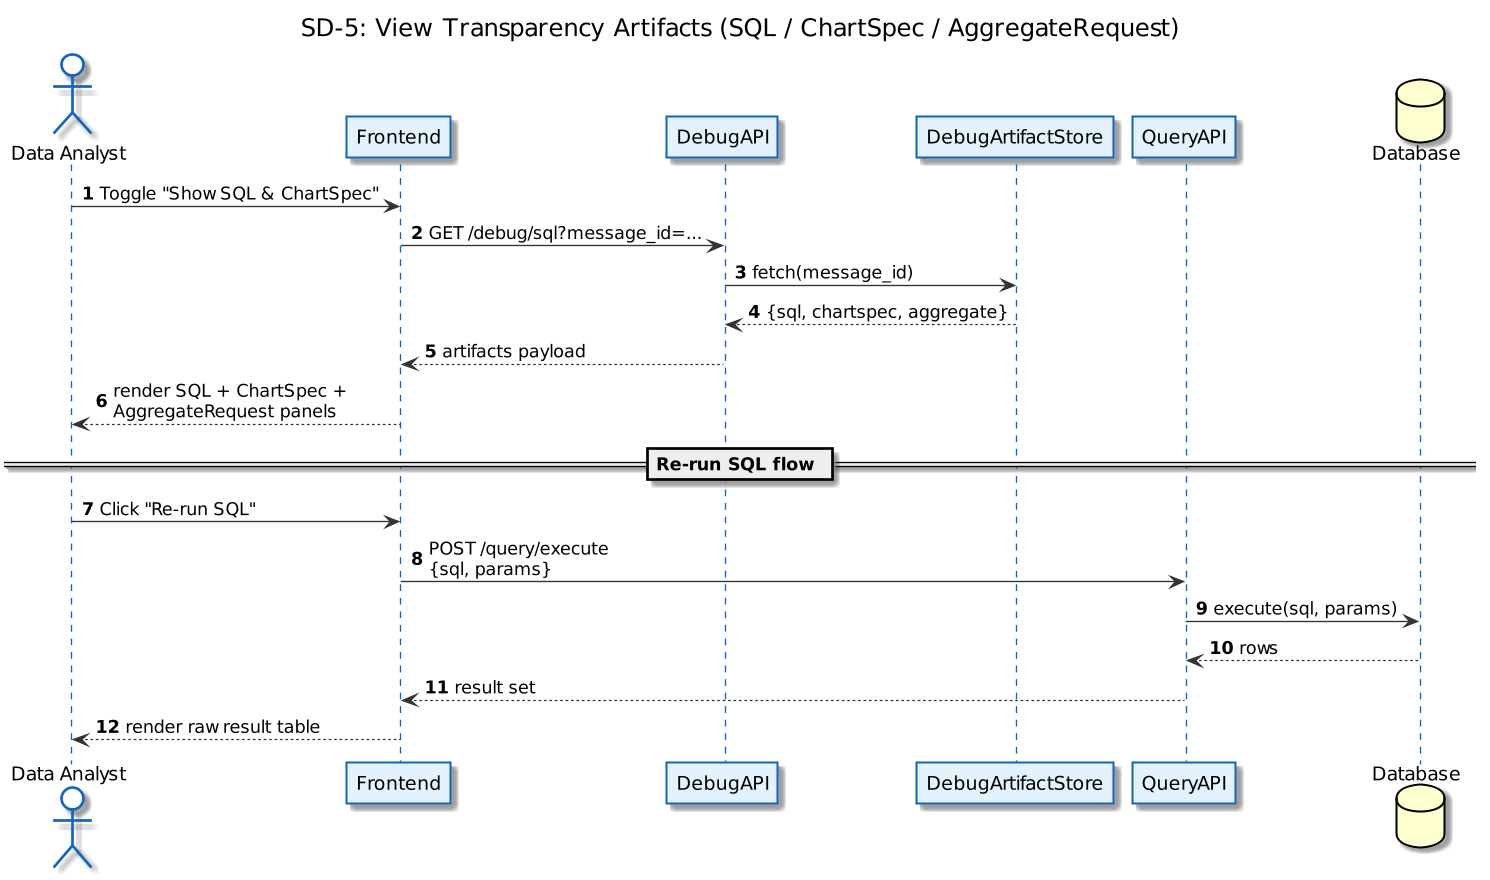 SD-5: View Transparency Artifacts (SQL / ChartSpec / AggregateRequest)
Data Analyst
Frontend
DebugAPI
DebugArtifactStore
QueryAPI
Database
1 Toggle "Show SQL & ChartSpec"
2 GET /debug/sql?message_id=...
3 fetch(message_id)
4 {sql, chartspec, aggregate}
5 artifacts payload
6 render SQL + ChartSpec +
AggregateRequest panels
Re-run SQL flow
7 Click "Re-run SQL"
8 POST /query/execute
{sql, params}
9 execute(sql, params)
10 rows
11 result set
12 render raw result table
Data Analyst
Frontend
DebugAPI
DebugArtifactStore
QueryAPI
Database